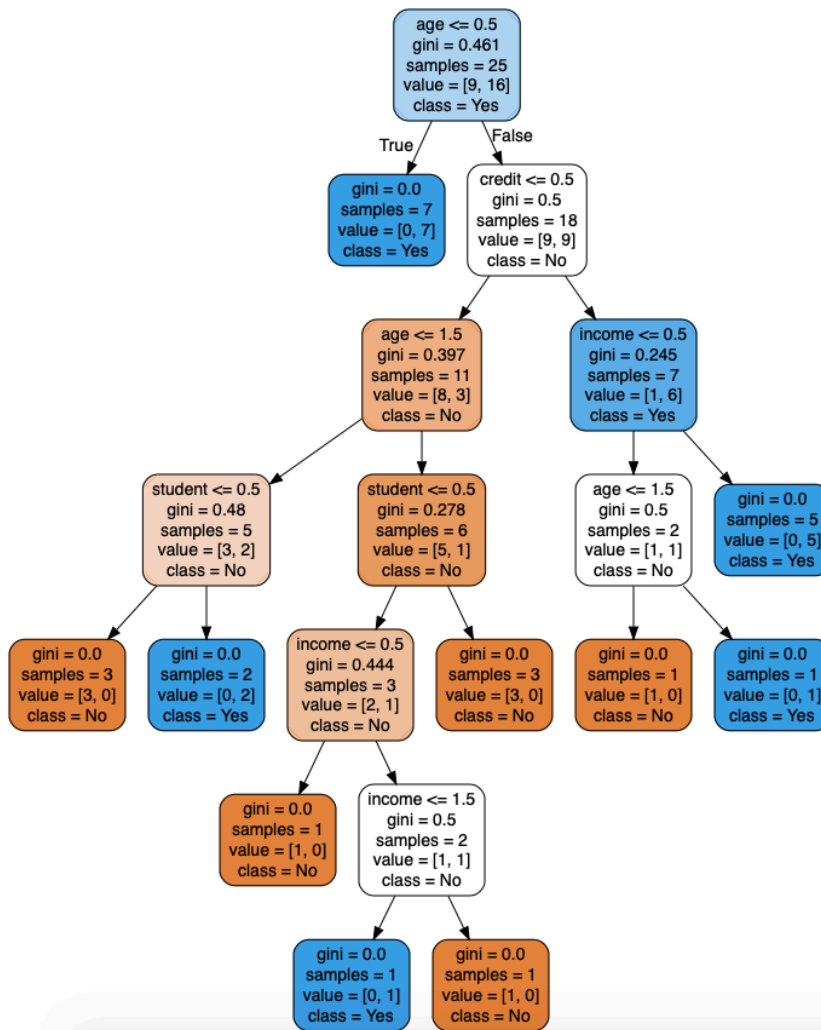 age <= 0.5
gini = 0.461
samples = 25
value = [9, 16]
class = Yes
True
False
gini = 0.0
samples = 7
value = [0, 7]
class = Yes
credit <= 0.5
gini = 0.5
samples = 18
value = [9, 9]
class = No
age <= 1.5
gini = 0.397
samples = 11
value = [8, 3]
class = No
income <= 0.5
gini = 0.245
samples = 7
value = [1, 6]
class = Yes
student <= 0.5
gini = 0.48
samples = 5
value = [3, 2]
class = No
student <= 0.5
gini = 0.278
samples = 6
value = [5, 1]
class = No
age <= 1.5
gini = 0.5
samples = 2
value = [1, 1]
class = No
gini = 0.0
samples = 5
value = [0, 5]
class = Yes
gini = 0.0
samples = 3
value = [3, 0]
class = No
gini = 0.0
samples = 2
value = [0, 2]
class = Yes
income <= 0.5
gini = 0.444
samples = 3
value = [2, 1]
class = No
gini = 0.0
samples = 3
value = [3, 0]
class = No
gini = 0.0
samples = 1
value = [1, 0]
class = No
gini = 0.0
samples = 1
value = [0, 1]
class = Yes
gini = 0.0
samples = 1
value = [1, 0]
class = No
income <= 1.5
gini = 0.5
samples = 2
value = [1, 1]
class = No
gini = 0.0
samples = 1
value = [0, 1]
class = Yes
gini = 0.0
samples = 1
value = [1, 0]
class = No